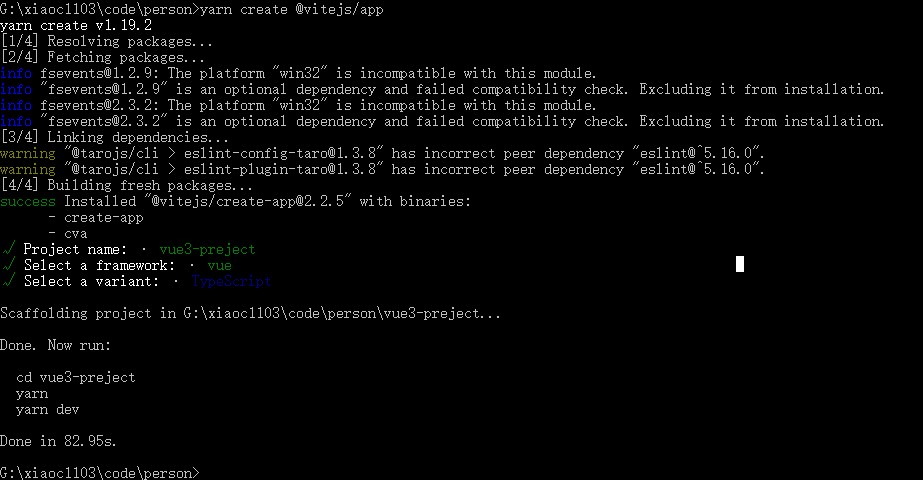 G:\xiaoc1103\code\person>yarn create @vitejs/app
yarn create v1.19.2
[1/4] Resolving packages...
[2/4] Fetching packages...
info fsevents@1.2.9: The platform "win32" is incompatible with this module.
info "fsevents@1.2.9" is an optional dependency and failed compatibility check. Excluding it from installation.
info fsevents@2.3.2: The platform "win32" is incompatible with this module.
info "fsevents@2.3.2" is an optional dependency and failed compatibility check. Excluding it from installation.
[3/4] Linking dependencies...
warning "@tarojs/cli > eslint-config-taro@1.3.8" has incorrect peer dependency "eslint@^5.16.0".
warning "@tarojs/cli > eslint-plugin-taro@1.3.8" has incorrect peer dependency "eslint@^5.16.0".
[4/4] Building fresh packages...
success Installed "@vitejs/create-app@2.2.5" with binaries:
      - create-app
      - cva
√ Project name: · vue3-preject
√ Select a framework: · vue
√ Select a variant: · TypeScript
Scaffolding project in G:\xiaoc1103\code\person\vue3-preject...
Done. Now run:
  cd vue3-preject
  yarn
  yarn dev
Done in 82.95s.
G:\xiaoc1103\code\person>